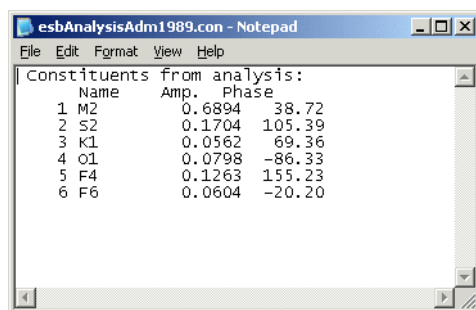 esbAnalysisAdm1989.con - Notepad
File Edit Format View Help
Constituents from analysis:
Name Amp. Phase
1 M2 0.6894 38.72
2 S2 0.1704 105.39
3 K1 0.0562 69.36
4 O1 0.0798 -86.33
5 F4 0.1263 155.23
6 F6 0.0604 -20.20